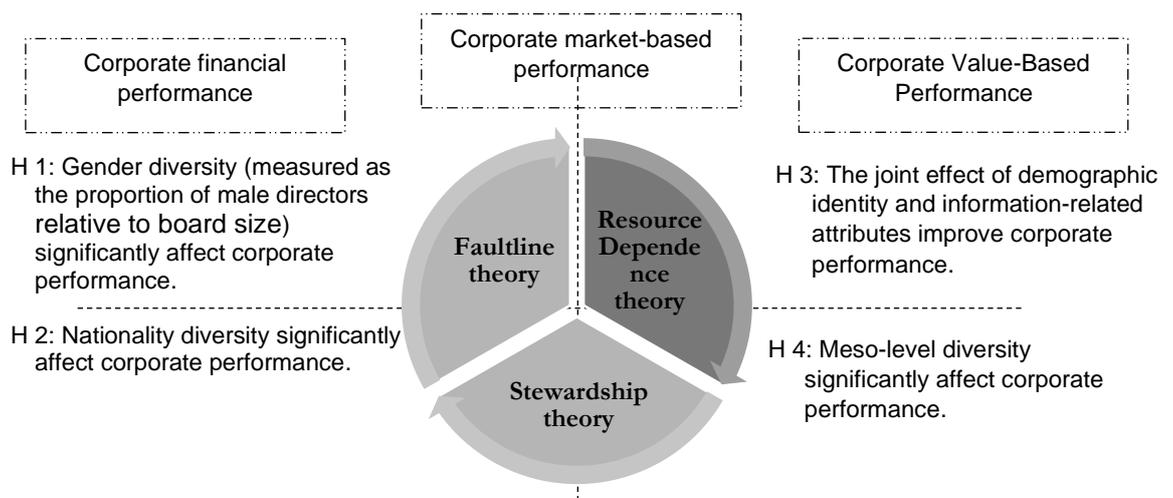 Corporate financial
performance
Corporate market-based
performance
Corporate Value-Based
Performance
H 1: Gender diversity (measured as
the proportion of male directors
relative to board size)
significantly affect corporate
performance.
H 2: Nationality diversity significantly
affect corporate performance.
Faultline
theory
Resource
Depende
nce
theory
Stewardship
theory
H 3: The joint effect of demographic
identity and information-related
attributes improve corporate
performance.
H 4: Meso-level diversity
significantly affect corporate
performance.